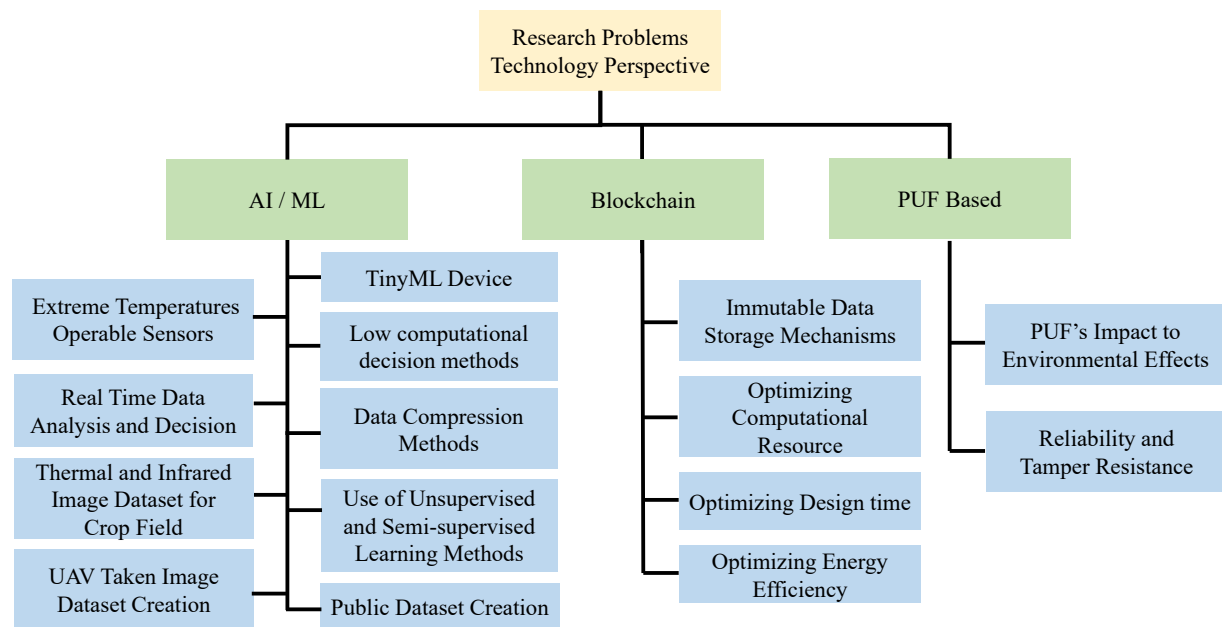 Research Problems
Technology Perspective
AI / ML
Blockchain
PUF Based
Extreme Temperatures
Operable Sensors
Real Time Data
Analysis and Decision
Thermal and Infrared
Image Dataset for
Crop Field
UAV Taken Image
Dataset Creation
TinyML Device
Low computational
decision methods
Data Compression
Methods
Use of Unsupervised
and Semi-supervised
Learning Methods
Public Dataset Creation
Immutable Data
Storage Mechanisms
Optimizing
Computational
Resource
Optimizing Design time
Optimizing Energy
Efficiency
PUF’s Impact to
Environmental Effects
Reliability and
Tamper Resistance